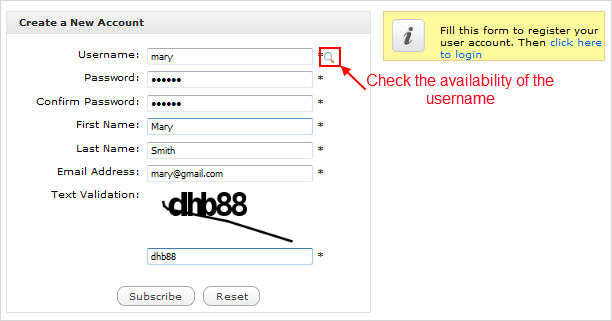 Create a New Account
Username: mary *
Password: •••••• *
Confirm Password: •••••• *
First Name: Mary *
Last Name: Smith *
Email Address: mary@gmail.com *
Text Validation:
dhb88
dhb88 *
Subscribe Reset
i
Fill this form to register your
user account. Then click here
to login
Check the availability of the
username